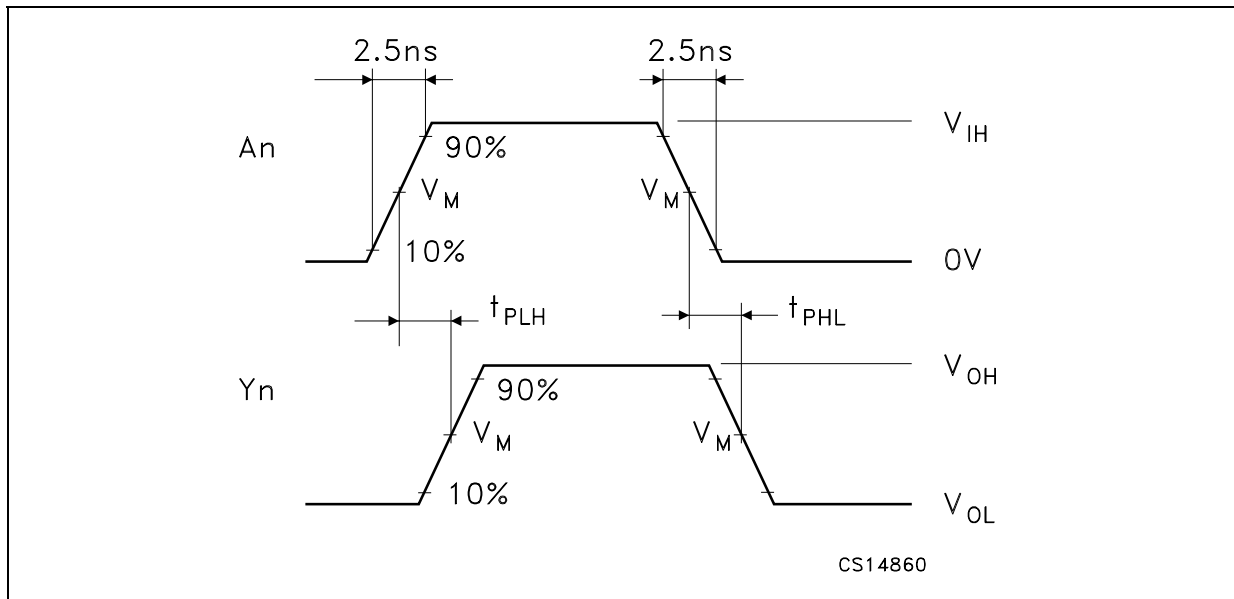 2.5ns 2.5ns
An 90% V_IH
V_M V_M
10% 0V
t_PLH t_PHL
Yn 90% V_OH
V_M V_M
10% V_OL
CS14860